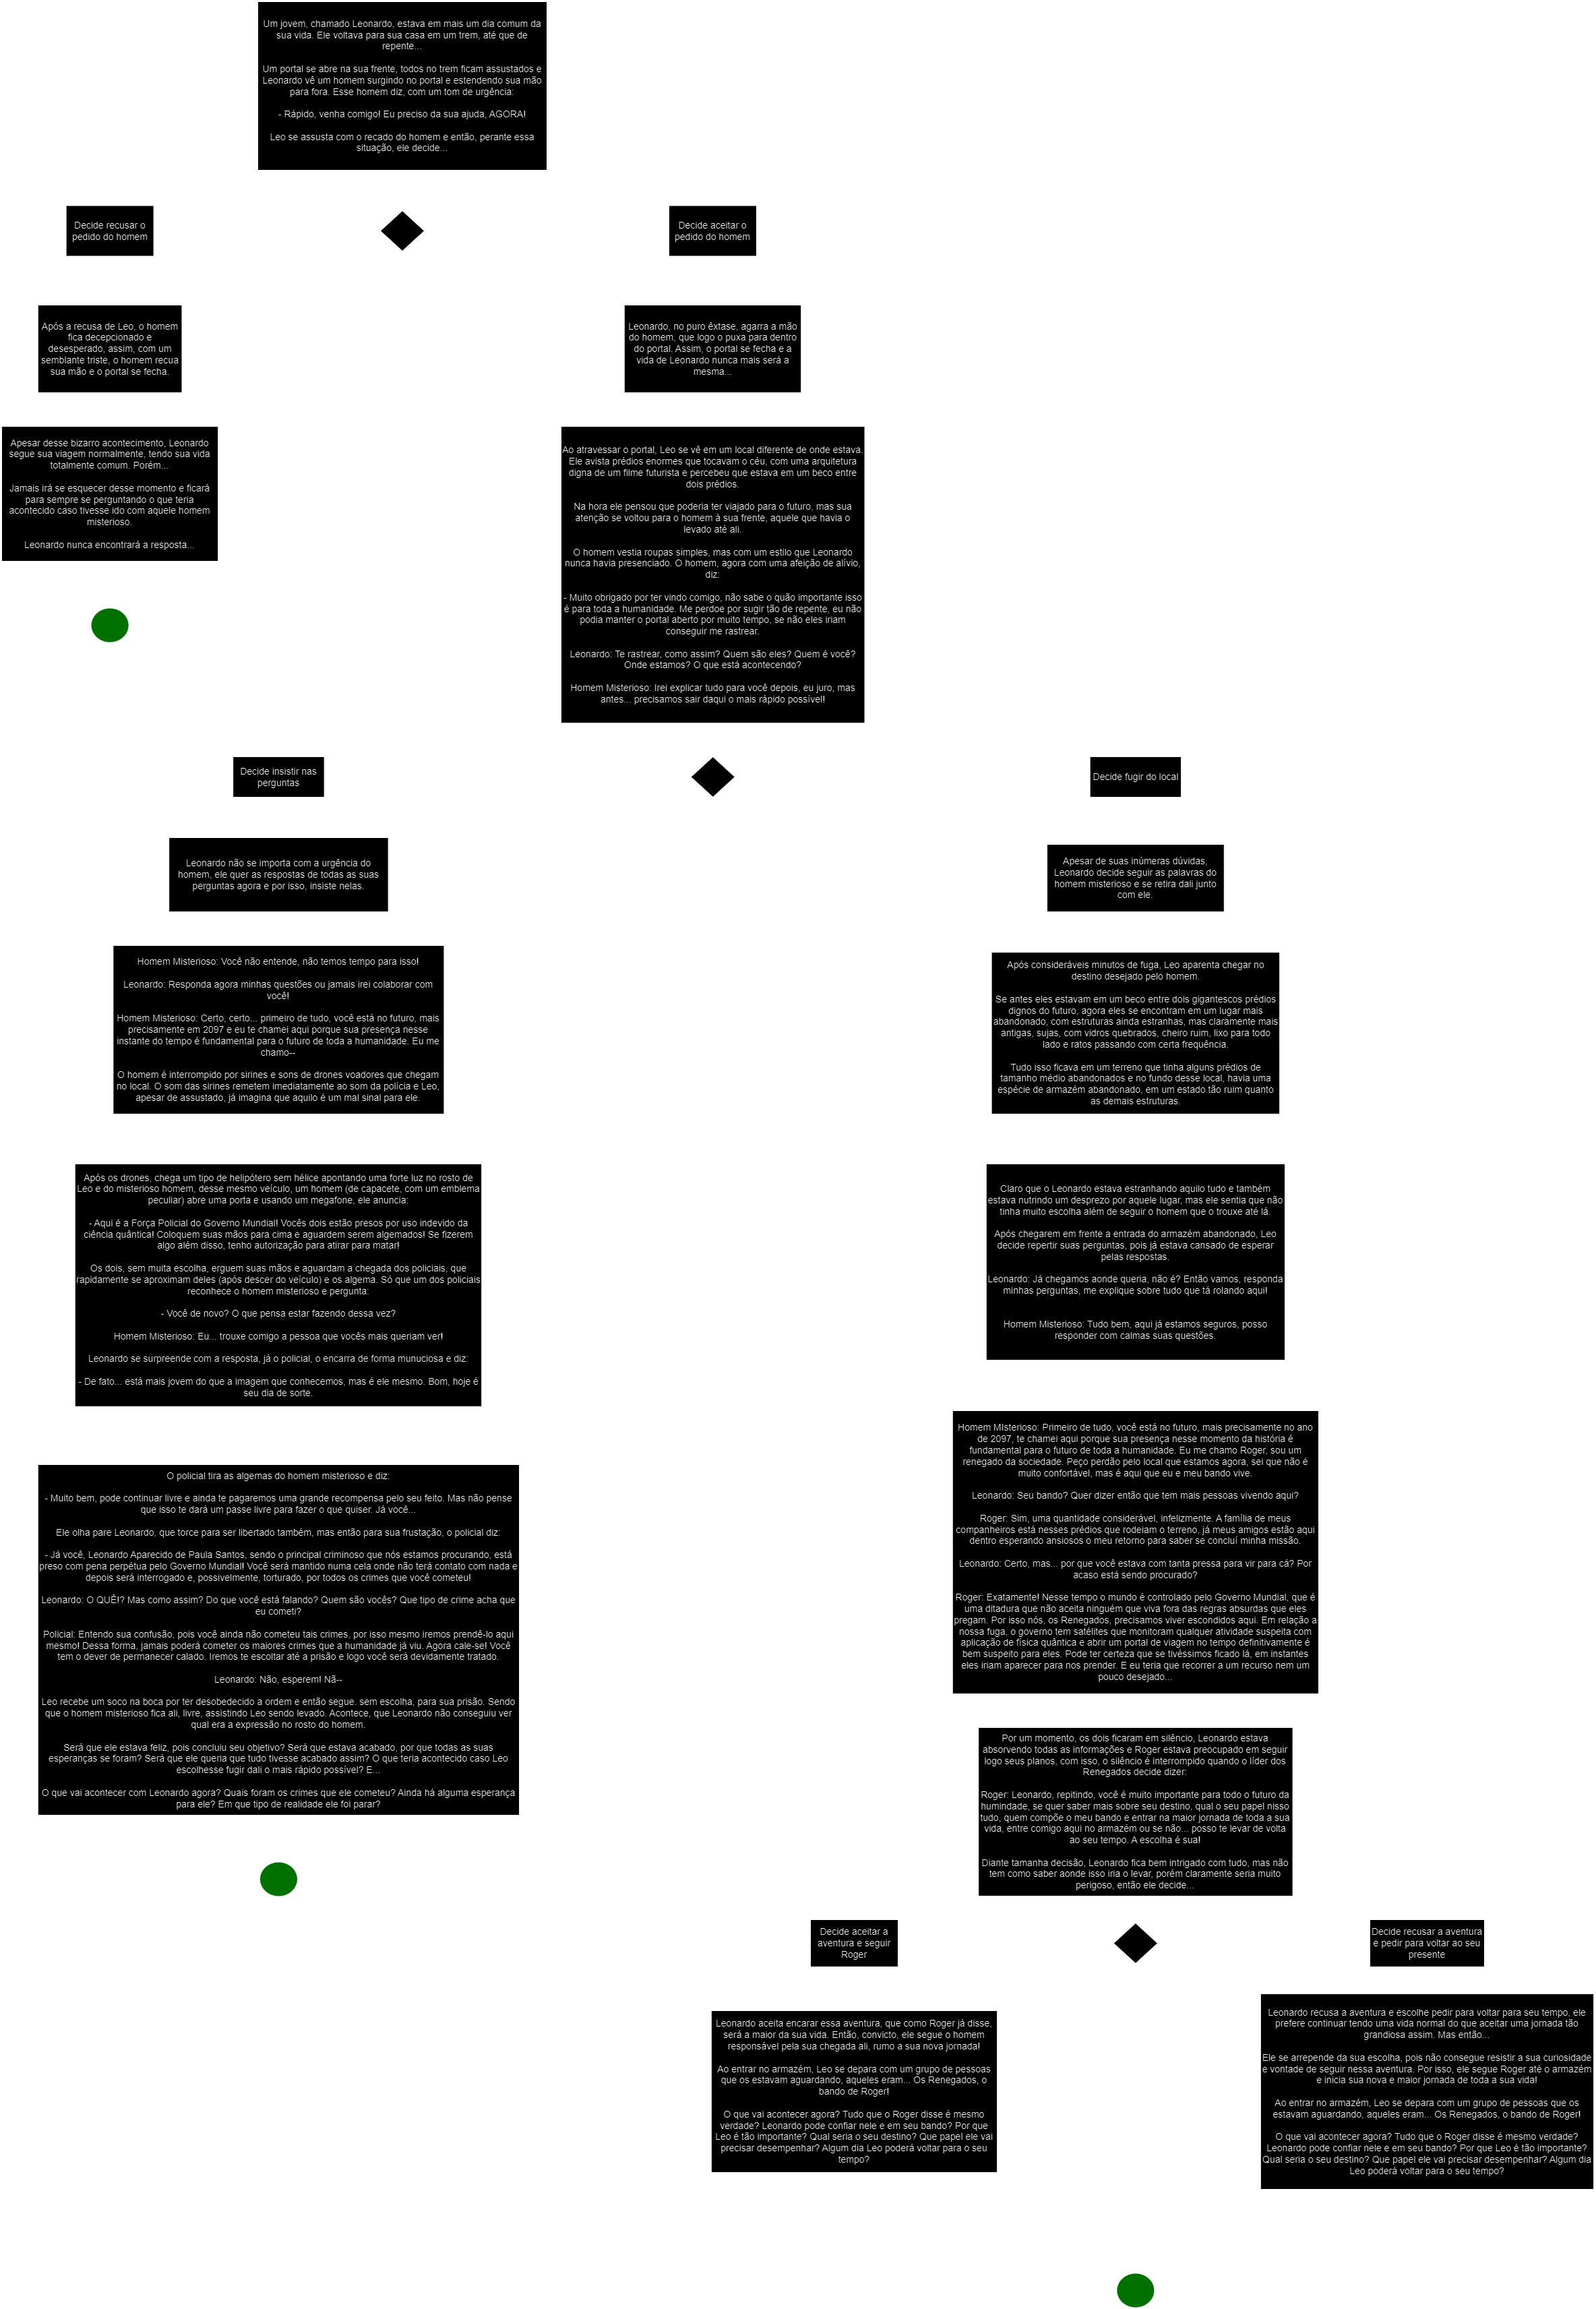 Um jovem, chamado Leonardo, estava em mais um dia comum da
sua vida. Ele voltava para sua casa em um trem, até que de
repente...
Um portal se abre na sua frente, todos no trem ficam assustados e
Leonardo vê um homem surgindo no portal e estendendo sua mão
para fora. Esse homem diz, com um tom de urgência:
- Rápido, venha comigo! Eu preciso da sua ajuda, AGORA!
Leo se assusta com o recado do homem e então, perante essa
situação, ele decide...
Decide recusar o
pedido do homem
Decide aceitar o
pedido do homem
Após a recusa de Leo, o homem
fica decepcionado e
desesperado, assim, com um
semblante triste, o homem recua
sua mão e o portal se fecha.
Leonardo, no puro êxtase, agarra a mão
do homem, que logo o puxa para dentro
do portal. Assim, o portal se fecha e a
vida de Leonardo nunca mais será a
mesma...
Apesar desse bizarro acontecimento, Leonardo
segue sua viagem normalmente, tendo sua vida
totalmente comum. Porém...
Jamais irá se esquecer desse momento e ficará
para sempre se perguntando o que teria
acontecido caso tivesse ido com aquele homem
misterioso.
Leonardo nunca encontrará a resposta...
Ao atravessar o portal, Leo se vê em um local diferente de onde estava.
Ele avista prédios enormes que tocavam o céu, com uma arquitetura
digna de um filme futurista e percebeu que estava em um beco entre
dois prédios.
Na hora ele pensou que poderia ter viajado para o futuro, mas sua
atenção se voltou para o homem à sua frente, aquele que havia o
levado até ali.
O homem vestia roupas simples, mas com um estilo que Leonardo
nunca havia presenciado. O homem, agora com uma afeição de alívio,
diz:
- Muito obrigado por ter vindo comigo, não sabe o quão importante isso
é para toda a humanidade. Me perdoe por sugir tão de repente, eu não
podia manter o portal aberto por muito tempo, se não eles iriam
conseguir me rastrear.
Leonardo: Te rastrear, como assim? Quem são eles? Quem é você?
Onde estamos? O que está acontecendo?
Homem Misterioso: Irei explicar tudo para você depois, eu juro, mas
antes... precisamos sair daqui o mais rápido possível!
Decide insistir nas
perguntas
Decide fugir do local
Leonardo não se importa com a urgência do
homem, ele quer as respostas de todas as suas
perguntas agora e por isso, insiste nelas.
Apesar de suas inúmeras dúvidas,
Leonardo decide seguir as palavras do
homem misterioso e se retira dali junto
com ele.
Homem Misterioso: Você não entende, não temos tempo para isso!
Leonardo: Responda agora minhas questões ou jamais irei colaborar com
você!
Homem Misterioso: Certo, certo... primeiro de tudo, você está no futuro, mais
precisamente em 2097 e eu te chamei aqui porque sua presença nesse
instante do tempo é fundamental para o futuro de toda a humanidade. Eu me
chamo--
O homem é interrompido por sirines e sons de drones voadores que chegam
no local. O som das sirines remetem imediatamente ao som da polícia e Leo,
apesar de assustado, já imagina que aquilo é um mal sinal para ele.
Após consideráveis minutos de fuga, Leo aparenta chegar no
destino desejado pelo homem.
Se antes eles estavam em um beco entre dois gigantescos prédios
dignos do futuro, agora eles se encontram em um lugar mais
abandonado, com estruturas ainda estranhas, mas claramente mais
antigas, sujas, com vidros quebrados, cheiro ruim, lixo para todo
lado e ratos passando com certa frequência.
Tudo isso ficava em um terreno que tinha alguns prédios de
tamanho médio abandonados e no fundo desse local, havia uma
espécie de armazém abandonado, em um estado tão ruim quanto
as demais estruturas.
Após os drones, chega um tipo de helipótero sem hélice apontando uma forte luz no rosto de
Leo e do misterioso homem, desse mesmo veículo, um homem (de capacete, com um emblema
peculiar) abre uma porta e usando um megafone, ele anuncia:
- Aqui é a Força Policial do Governo Mundial! Vocês dois estão presos por uso indevido da
ciência quântica! Coloquem suas mãos para cima e aguardem serem algemados! Se fizerem
algo além disso, tenho autorização para atirar para matar!
Os dois, sem muita escolha, erguem suas mãos e aguardam a chegada dos policiais, que
rapidamente se aproximam deles (após descer do veículo) e os algema. Só que um dos policiais
reconhece o homem misterioso e pergunta:
- Você de novo? O que pensa estar fazendo dessa vez?
Homem Misterioso: Eu... trouxe comigo a pessoa que vocês mais queriam ver!
Leonardo se surpreende com a resposta, já o policial, o encarra de forma munuciosa e diz:
- De fato... está mais jovem do que a imagem que conhecemos, mas é ele mesmo. Bom, hoje é
seu dia de sorte.
Claro que o Leonardo estava estranhando aquilo tudo e também
estava nutrindo um desprezo por aquele lugar, mas ele sentia que não
tinha muito escolha além de seguir o homem que o trouxe até lá.
Após chegarem em frente a entrada do armazém abandonado, Leo
decide repertir suas perguntas, pois já estava cansado de esperar
pelas respostas.
Leonardo: Já chegamos aonde queria, não é? Então vamos, responda
minhas perguntas, me explique sobre tudo que tá rolando aqui!
Homem Misterioso: Tudo bem, aqui já estamos seguros, posso
responder com calmas suas questões.
O policial tira as algemas do homem misterioso e diz:
- Muito bem, pode continuar livre e ainda te pagaremos uma grande recompensa pelo seu feito. Mas não pense
que isso te dará um passe livre para fazer o que quiser. Já você...
Ele olha pare Leonardo, que torce para ser libertado também, mas então para sua frustação, o policial diz:
- Já você, Leonardo Aparecido de Paula Santos, sendo o principal criminoso que nós estamos procurando, está
preso com pena perpétua pelo Governo Mundial! Você será mantido numa cela onde não terá contato com nada e
depois será interrogado e, possivelmente, torturado, por todos os crimes que você cometeu!
Leonardo: O QUÊ!? Mas como assim? Do que você está falando? Quem são vocês? Que tipo de crime acha que
eu cometi?
Policial: Entendo sua confusão, pois você ainda não cometeu tais crimes, por isso mesmo iremos prendê-lo aqui
mesmo! Dessa forma, jamais poderá cometer os maiores crimes que a humanidade já viu. Agora cale-se! Você
tem o dever de permanecer calado. Iremos te escoltar até a prisão e logo você será devidamente tratado.
Leonardo: Não, esperem! Nã--
Leo recebe um soco na boca por ter desobedecido a ordem e então segue. sem escolha, para sua prisão. Sendo
que o homem misterioso fica ali, livre, assistindo Leo sendo levado. Acontece, que Leonardo não conseguiu ver
qual era a expressão no rosto do homem.
Será que ele estava feliz, pois concluiu seu objetivo? Será que estava acabado, por que todas as suas
esperanças se foram? Será que ele queria que tudo tivesse acabado assim? O que teria acontecido caso Leo
escolhesse fugir dali o mais rápido possível? E...
O que vai acontecer com Leonardo agora? Quais foram os crimes que ele cometeu? Ainda há alguma esperança
para ele? Em que tipo de realidade ele foi parar?
Homem MIsterioso: Primeiro de tudo, você está no futuro, mais precisamente no ano
de 2097, te chamei aqui porque sua presença nesse momento da história é
fundamental para o futuro de toda a humanidade. Eu me chamo Roger, sou um
renegado da sociedade. Peço perdão pelo local que estamos agora, sei que não é
muito confortável, mas é aqui que eu e meu bando vive.
Leonardo: Seu bando? Quer dizer então que tem mais pessoas vivendo aqui?
Roger: Sim, uma quantidade considerável, infelizmente. A família de meus
companheiros está nesses prédios que rodeiam o terreno, já meus amigos estão aqui
dentro esperando ansiosos o meu retorno para saber se concluí minha missão.
Leonardo: Certo, mas... por que você estava com tanta pressa para vir para cá? Por
acaso está sendo procurado?
Roger: Exatamente! Nesse tempo o mundo é controlado pelo Governo Mundial, que é
uma ditadura que não aceita ninguém que viva fora das regras absurdas que eles
pregam. Por isso nós, os Renegados, precisamos viver escondidos aqui. Em relação a
nossa fuga, o governo tem satélites que monitoram qualquer atividade suspeita com
aplicação de física quântica e abrir um portal de viagem no tempo definitivamente é
bem suspeito para eles. Pode ter certeza que se tivéssimos ficado lá, em instantes
eles iriam aparecer para nos prender. E eu teria que recorrer a um recurso nem um
pouco desejado...
Por um momento, os dois ficaram em silêncio, Leonardo estava
absorvendo todas as informações e Roger estava preocupado em seguir
logo seus planos, com isso, o silêncio é interrompido quando o líder dos
Renegados decide dizer:
Roger: Leonardo, repitindo, você é muito importante para todo o futuro da
humindade, se quer saber mais sobre seu destino, qual o seu papel nisso
tudo, quem compõe o meu bando e entrar na maior jornada de toda a sua
vida, entre comigo aqui no armazém ou se não... posso te levar de volta
ao seu tempo. A escolha é sua!
Diante tamanha decisão, Leonardo fica bem intrigado com tudo, mas não
tem como saber aonde isso iria o levar, porém claramente seria muito
perigoso, então ele decide...
Decide aceitar a
aventura e seguir
Roger
Decide recusar a aventura
e pedir para voltar ao seu
presente
Leonardo aceita encarar essa aventura, que como Roger já disse,
será a maior da sua vida. Então, convicto, ele segue o homem
responsável pela sua chegada ali, rumo a sua nova jornada!
Ao entrar no armazém, Leo se depara com um grupo de pessoas
que os estavam aguardando, aqueles eram... Os Renegados, o
bando de Roger!
O que vai acontecer agora? Tudo que o Roger disse é mesmo
verdade? Leonardo pode confiar nele e em seu bando? Por que
Leo é tão importante? Qual seria o seu destino? Que papel ele vai
precisar desempenhar? Algum dia Leo poderá voltar para o seu
tempo?
Leonardo recusa a aventura e escolhe pedir para voltar para seu tempo, ele
prefere continuar tendo uma vida normal do que aceitar uma jornada tão
grandiosa assim. Mas então...
Ele se arrepende da sua escolha, pois não consegue resistir a sua curiosidade
e vontade de seguir nessa aventura. Por isso, ele segue Roger até o armazém
e inicia sua nova e maior jornada de toda a sua vida!
Ao entrar no armazém, Leo se depara com um grupo de pessoas que os
estavam aguardando, aqueles eram... Os Renegados, o bando de Roger!
O que vai acontecer agora? Tudo que o Roger disse é mesmo verdade?
Leonardo pode confiar nele e em seu bando? Por que Leo é tão importante?
Qual seria o seu destino? Que papel ele vai precisar desempenhar? Algum dia
Leo poderá voltar para o seu tempo?